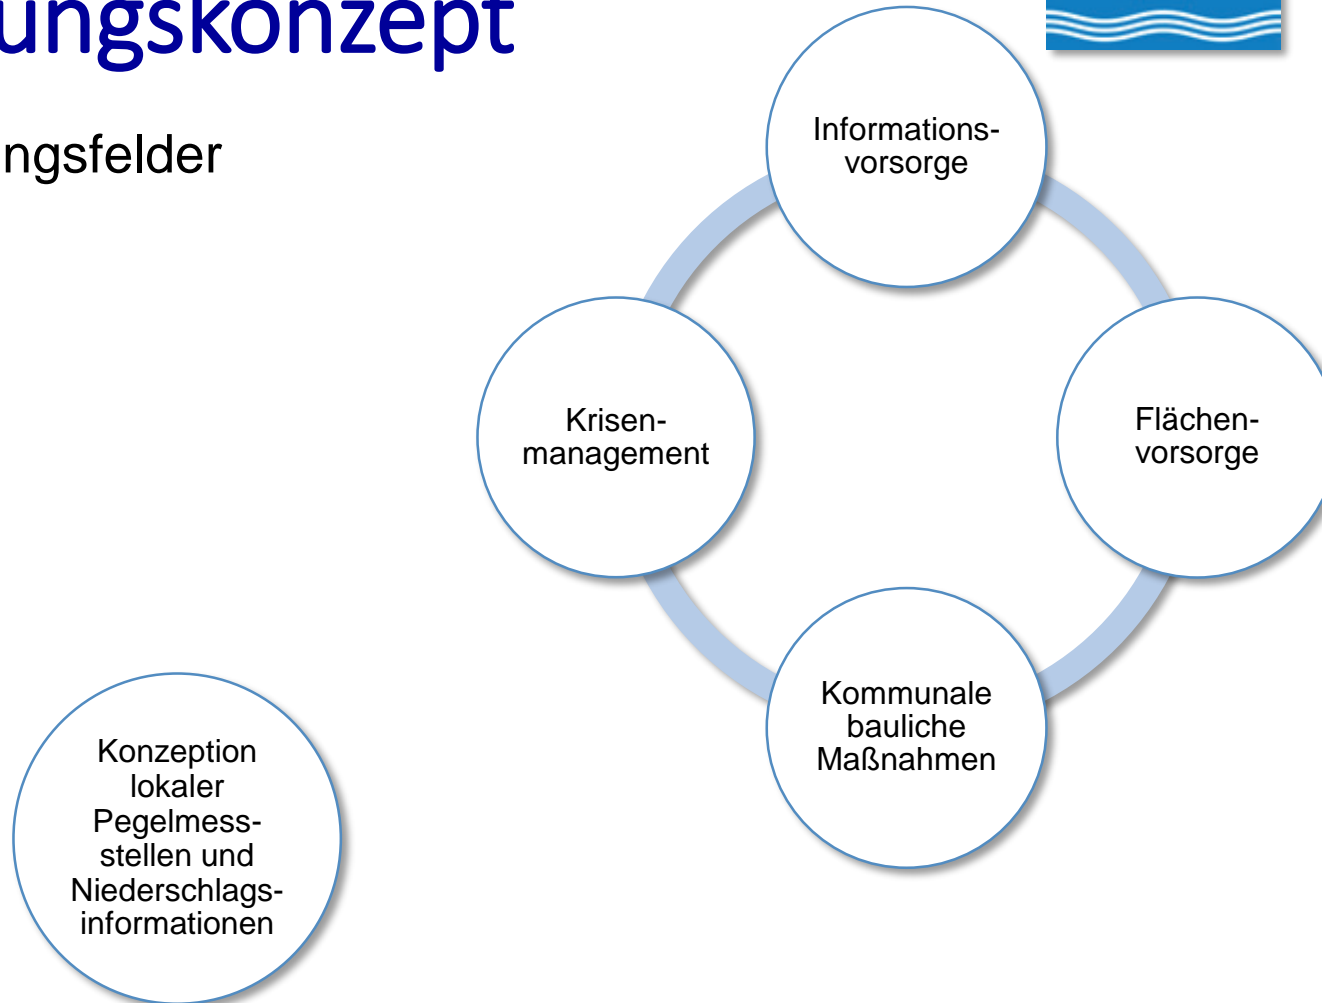 ungskonzept
ngsfelder
Informations-
vorsorge
Krisen-
management
Flächen-
vorsorge
Kommunale
bauliche
Maßnahmen
Konzeption
lokaler
Pegelmess-
stellen und
Niederschlags-
informationen